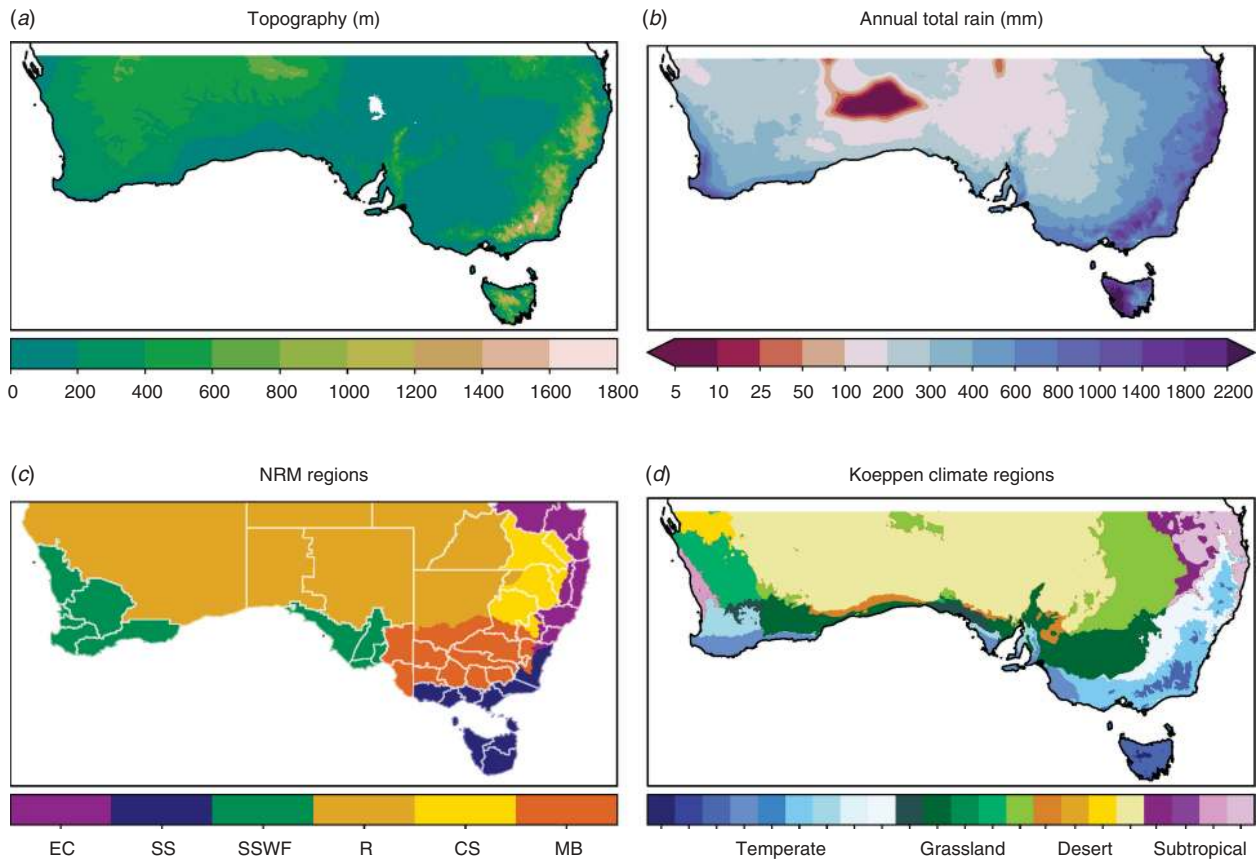 (a) Topography (m)
0 200 400 600 800 1000 1200 1400 1600 1800
(b) Annual total rain (mm)
5 10 25 50 100 200 300 400 600 800 1000 1400 1800 2200
(c) NRM regions
EC SS SSWF R CS MB
(d) Koeppen climate regions
Temperate Grassland Desert Subtropical